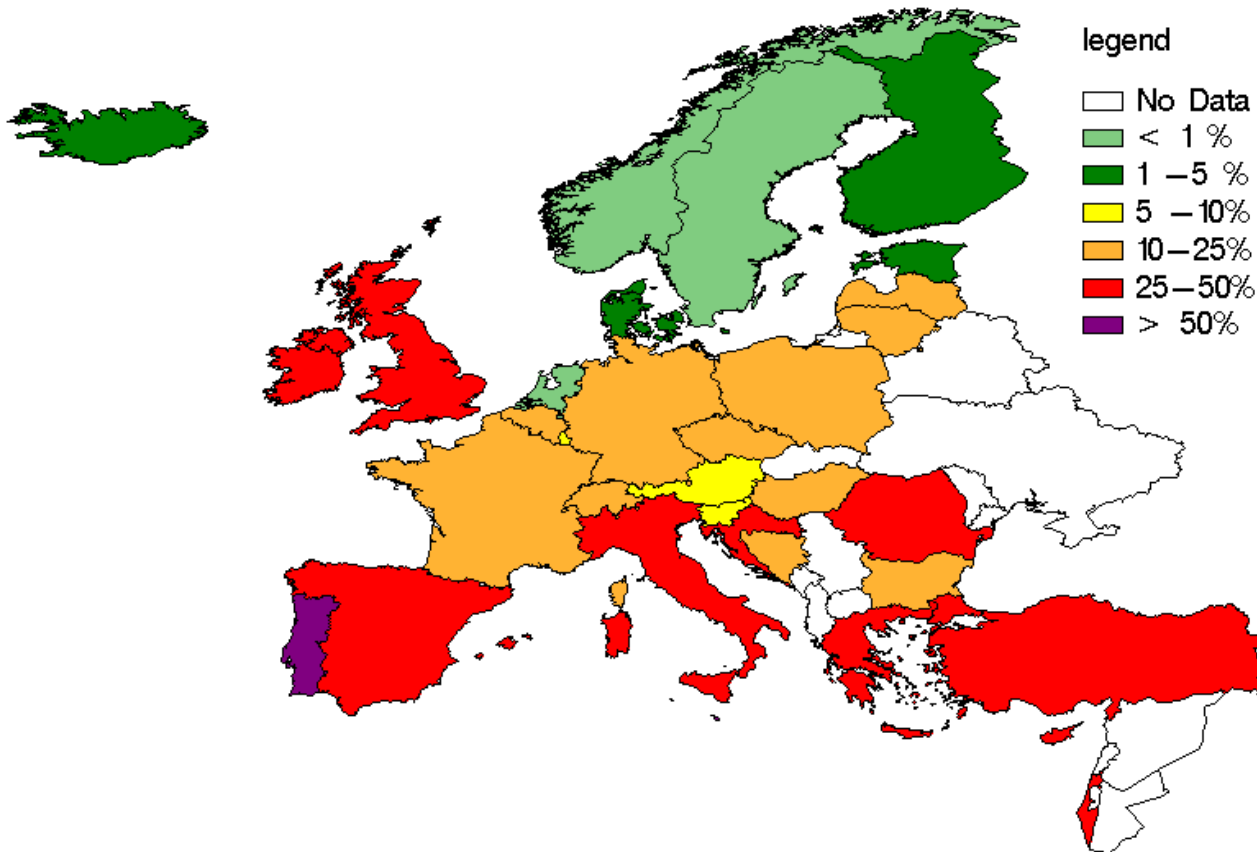 legend
No Data
< 1 %
1 –5 %
5 –10%
10–25%
25–50%
> 50%